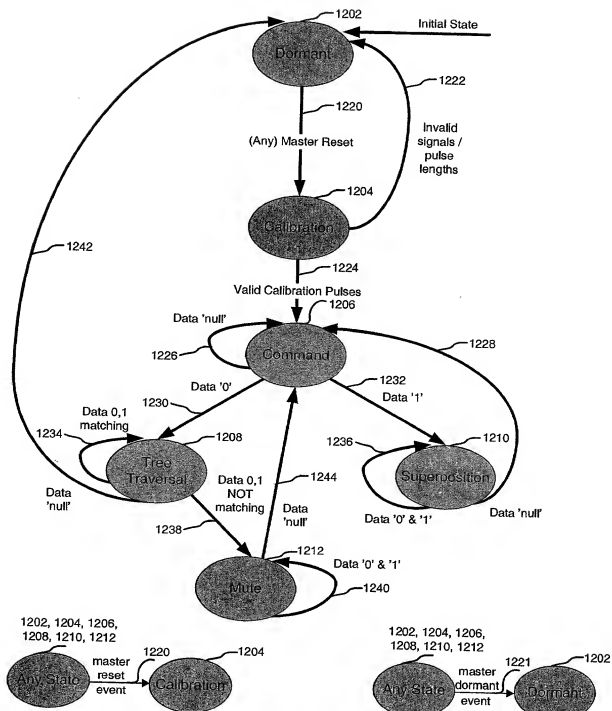 1202
Initial State
Dormant
1220
1222
(Any) Master Reset
Invalid
signals /
pulse
lengths
1204
Calibration
1242
1224
Valid Calibration Pulses
1206
Data 'null'
1228
1226
Command
1232
Data '0'
Data '1'
1230
Data 0,1
matching
1234
1208
1236
1210
Tree
Traversal
Data 0,1
NOT
matching
1244
Superposition
Data
'null'
Data
'null'
Data '0' & '1'
Data 'null'
1238
1212
Data '0' & '1'
Mute
1240
1202, 1204, 1206,
1208, 1210, 1212
1220
1204
master
reset
event
Any State
Calibration
1202, 1204, 1206,
1208, 1210, 1212
1221
1202
master
dormant
event
Any State
Dormant